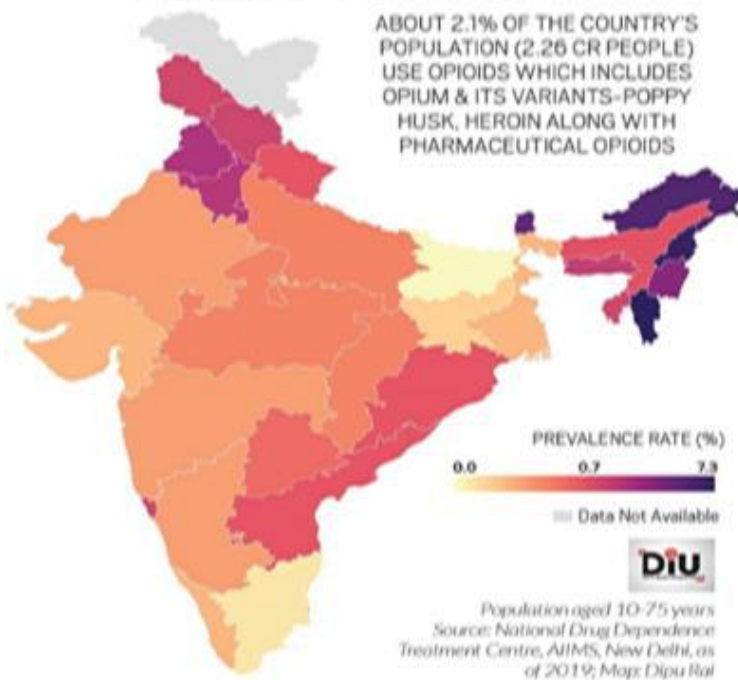 ABOUT 2.1% OF THE COUNTRY'S
POPULATION (2.26 CR PEOPLE)
USE OPIOIDS WHICH INCLUDES
OPIUM & ITS VARIANTS-POPPY
HUSK, HEROIN ALONG WITH
PHARMACEUTICAL OPIOIDS
PREVALENCE RATE (%)
0.0 0.7 7.3
Data Not Available
DiU
Population aged 10-75 years
Source: National Drug Dependence
Treatment Centre, AIIMS, New Delhi, as
of 2019; Map: Dipu Rai